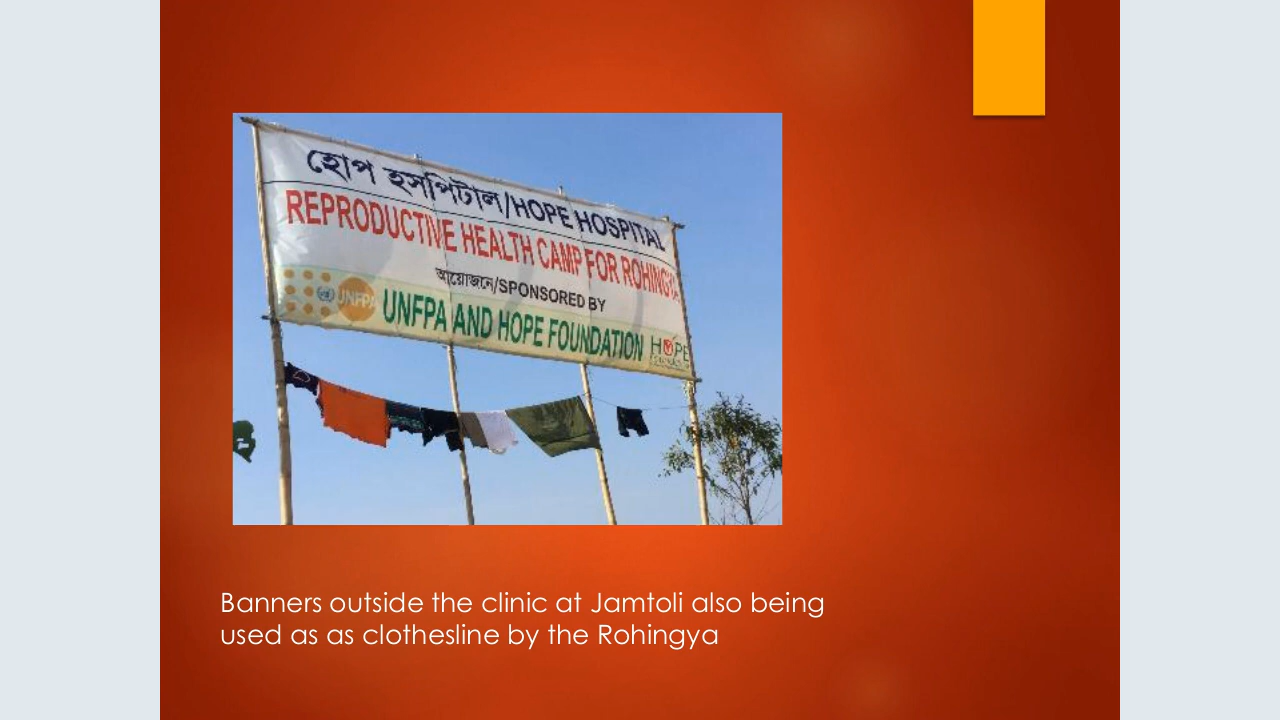 হোপ হসপিটাল/HOPE HOSPITAL
REPRODUCTIVE HEALTH CAMP FOR ROHINGYA
আয়োজনে/SPONSORED BY
UNFPA
UNFPA AND HOPE FOUNDATION
HOPE
Banners outside the clinic at Jamtoli also being
used as as clothesline by the Rohingya